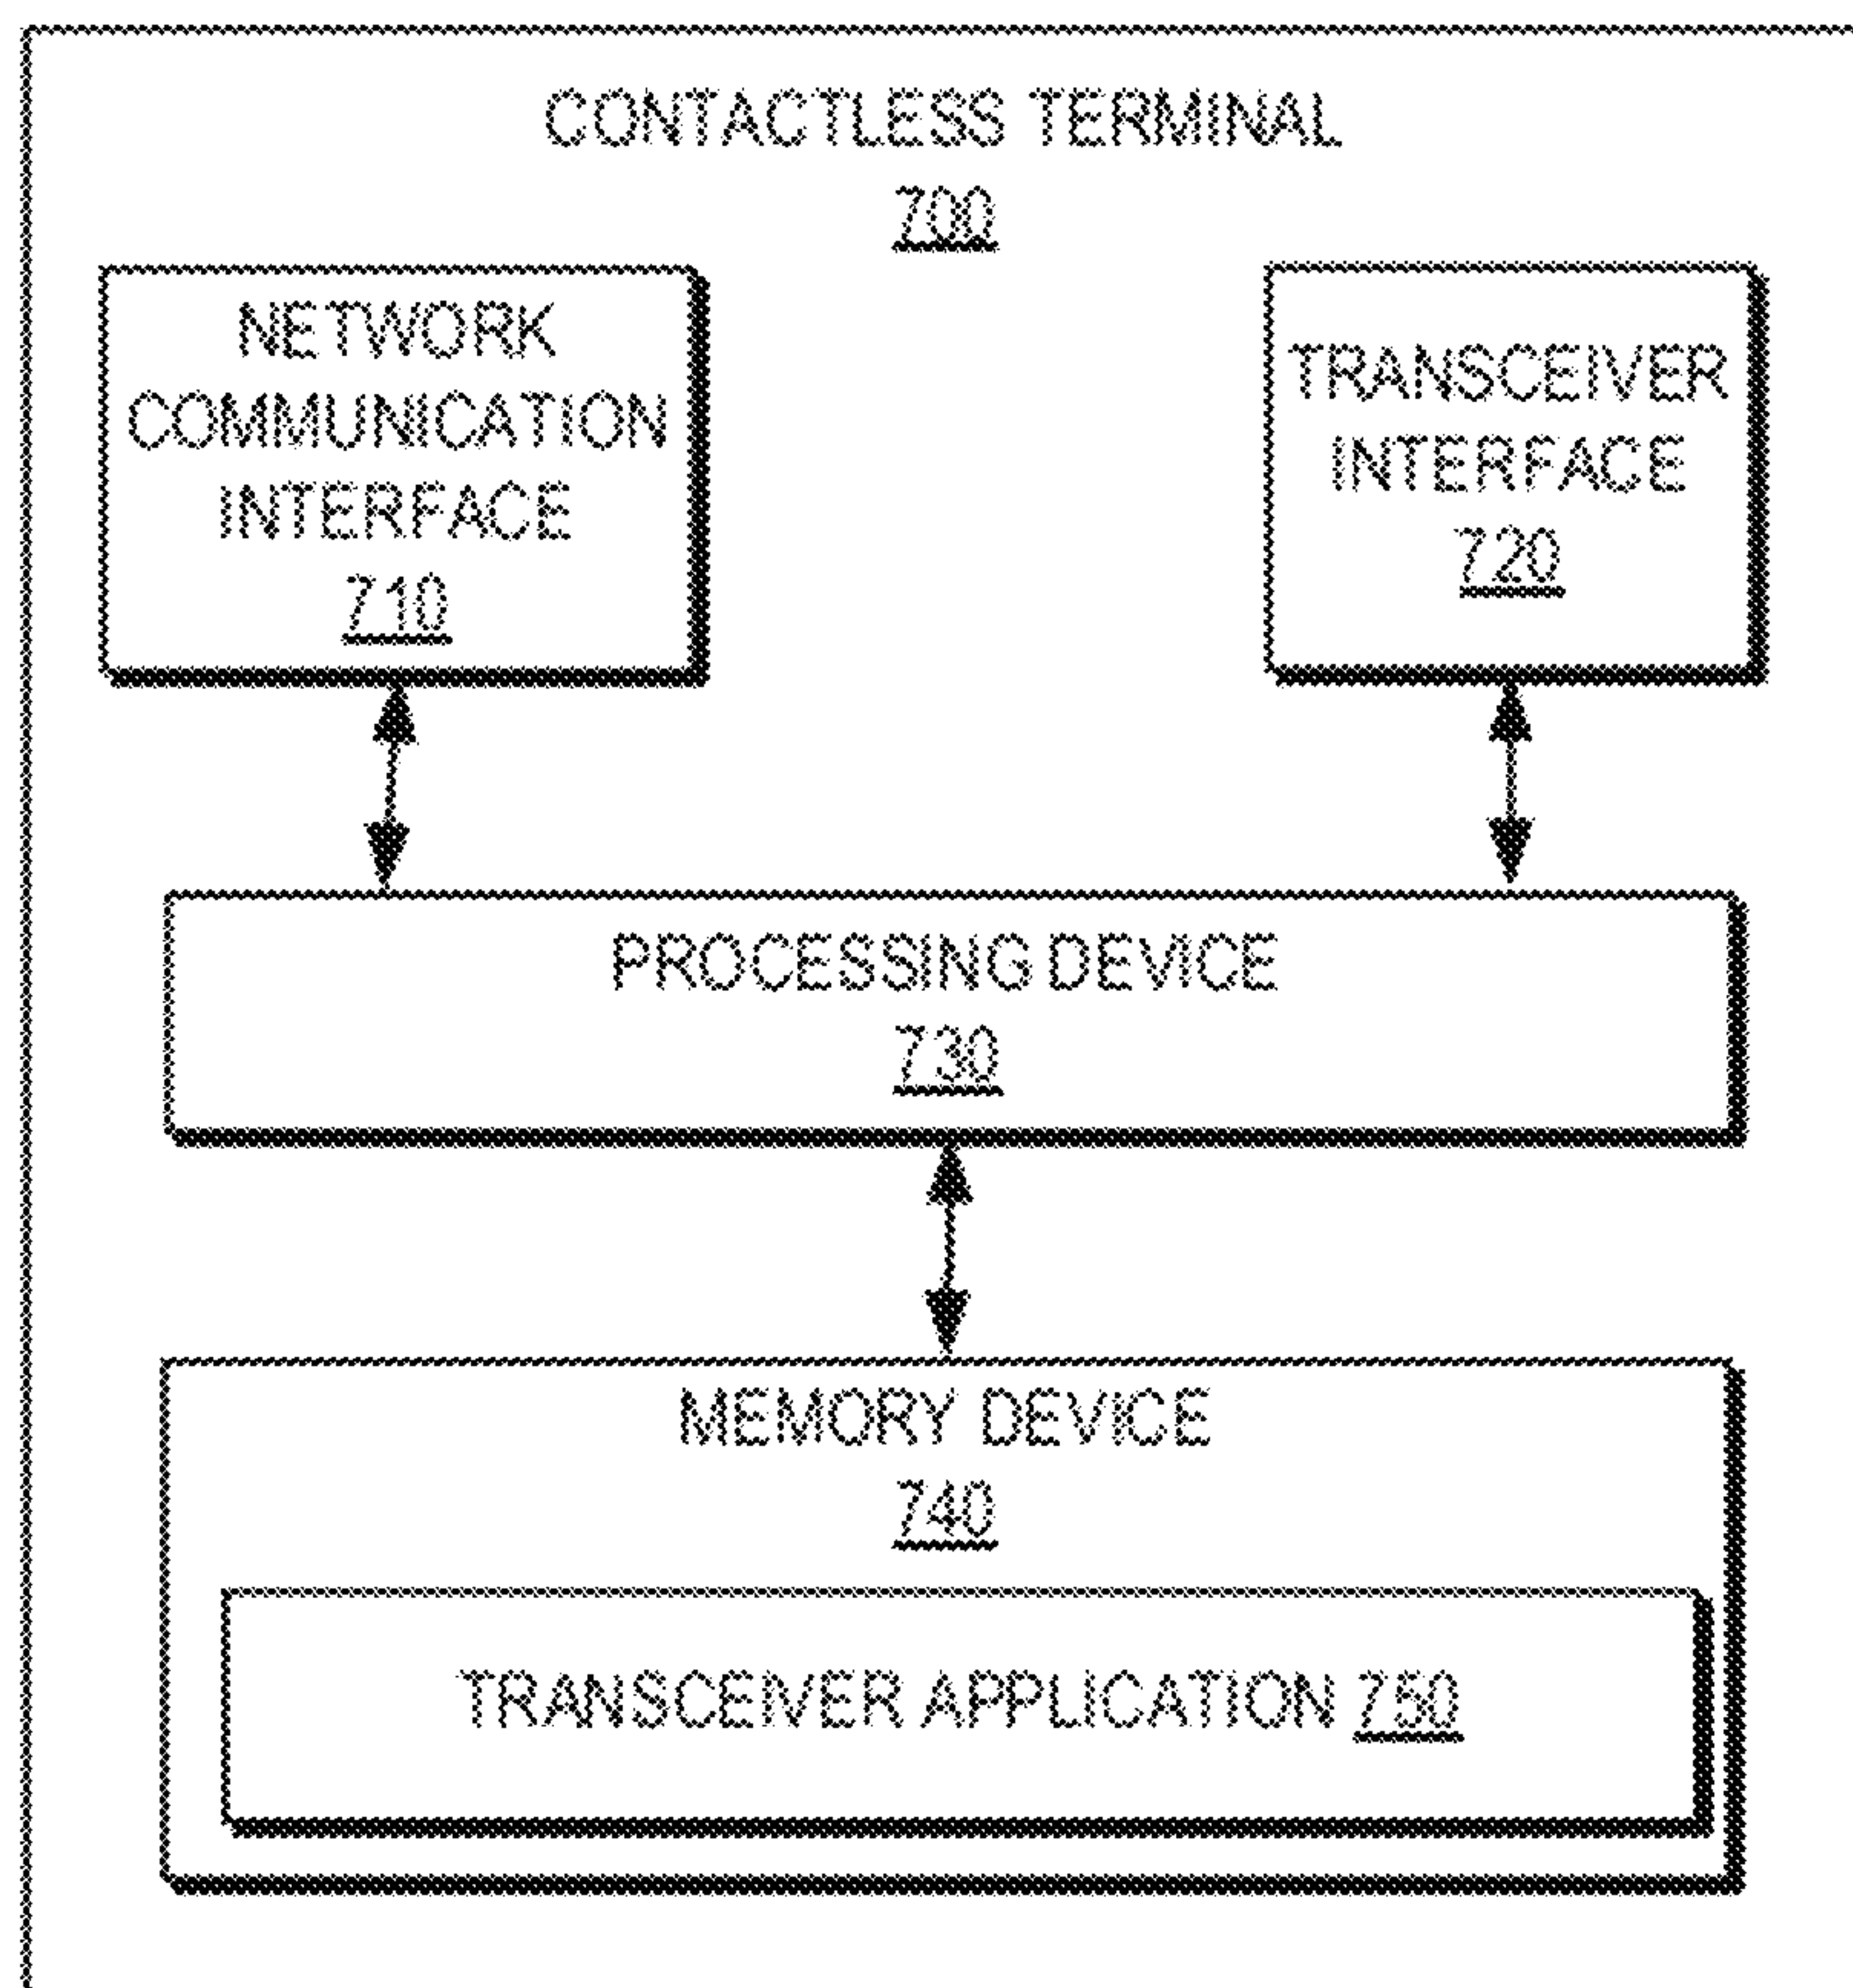 CONTACTLESS TERMINAL
700
NETWORK
COMMUNICATION
INTERFACE
710
TRANSCEIVER
INTERFACE
720
PROCESSING DEVICE
730
MEMORY DEVICE
740
TRANSCEIVER APPLICATION 750